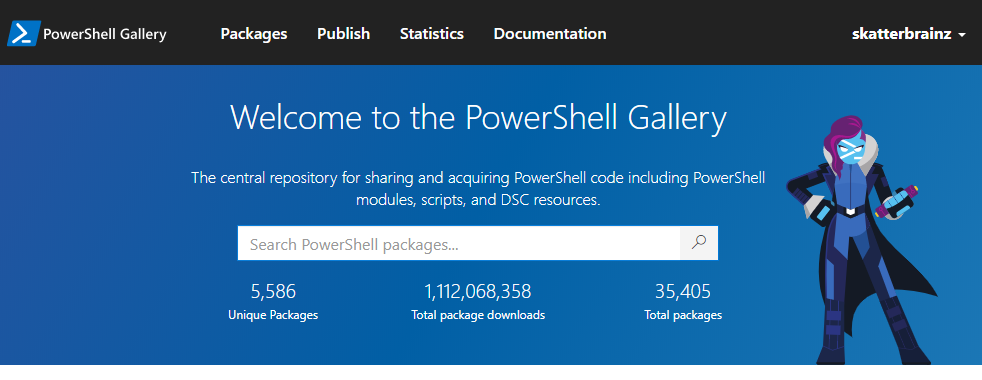 PowerShell Gallery Packages Publish Statistics Documentation skatterbrainz
Welcome to the PowerShell Gallery
The central repository for sharing and acquiring PowerShell code including PowerShell
modules, scripts, and DSC resources.
Search PowerShell packages...
5,586 1,112,068,358 35,405
Unique Packages Total package downloads Total packages